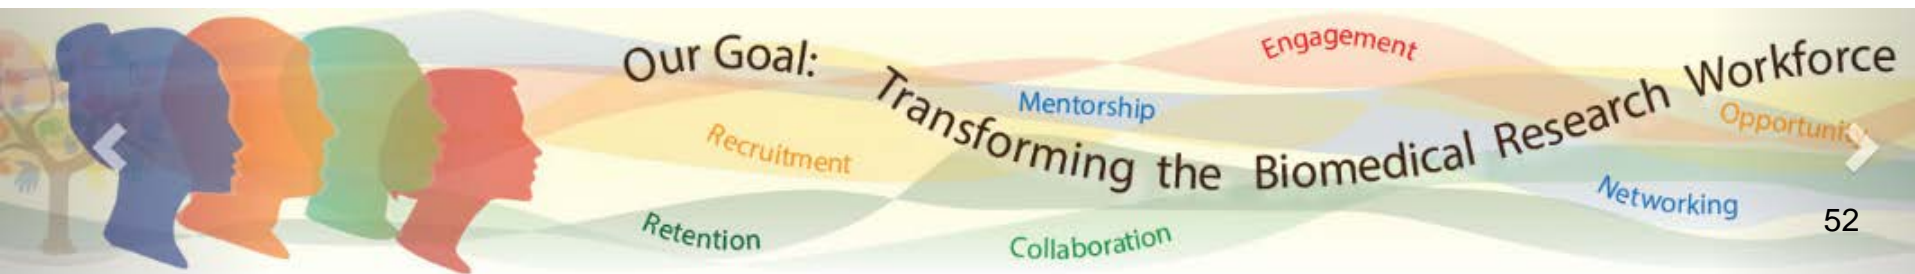 Our Goal: Transforming the Biomedical Research Workforce
Engagement
Mentorship
Recruitment
Retention
Collaboration
Networking
52